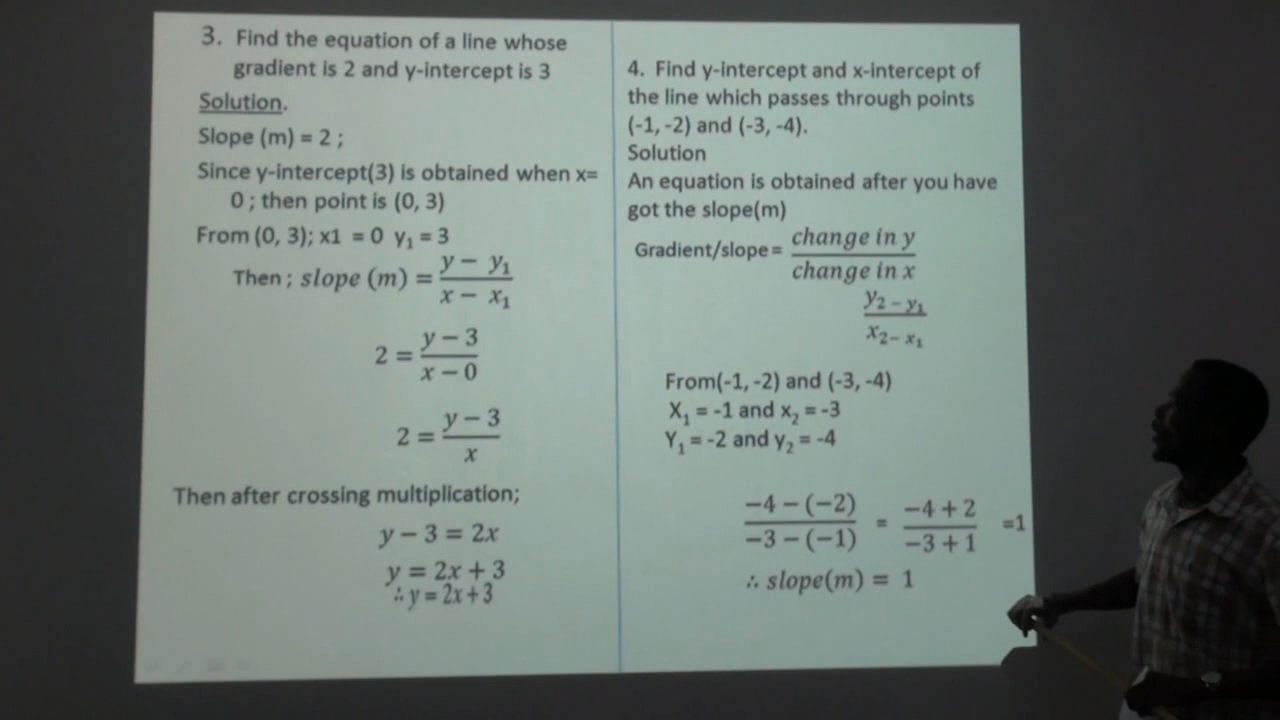 3. Find the equation of a line whose
gradient is 2 and y-intercept is 3
Solution.
Slope (m) = 2 ;
Since y-intercept(3) is obtained when x=
0 ; then point is (0, 3)
From (0, 3); x1 = 0 y₁ = 3
Then ; slope (m) = (y − y₁)/(x − x₁)
2 = (y − 3)/(x − 0)
2 = (y − 3)/x
Then after crossing multiplication;
y − 3 = 2x
y = 2x + 3
∴ y = 2x+3
4. Find y-intercept and x-intercept of
the line which passes through points
(-1, -2) and (-3, -4).
Solution
An equation is obtained after you have
got the slope(m)
Gradient/slope = change in y / change in x
y₂ − y₁ / x₂− x₁
From(-1, -2) and (-3, -4)
X₁ = -1 and x₂ = -3
Y₁ = -2 and y₂ = -4
−4 − (−2) / −3 − (−1) = −4 + 2 / −3 + 1 =1
∴ slope(m) = 1